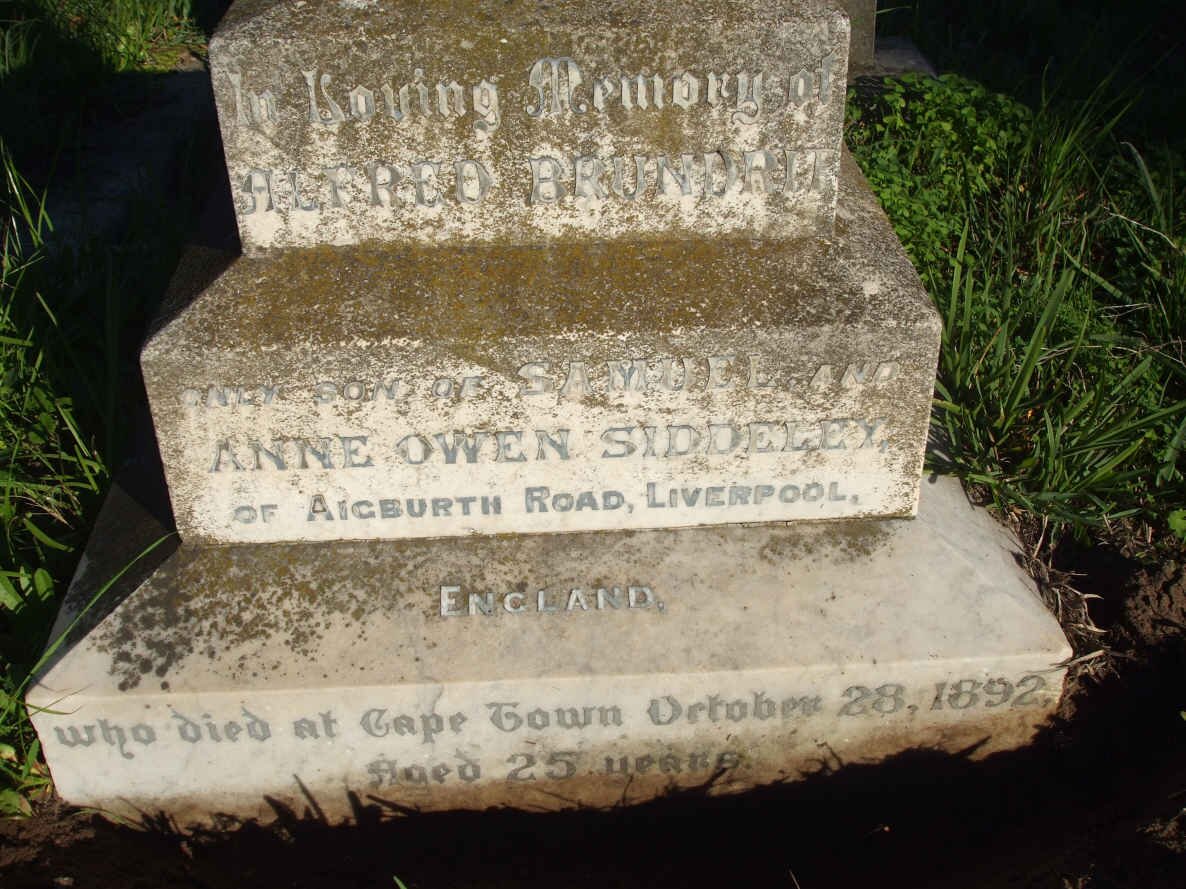 In Loving Memory of
ALFRED BRUNDRIT
ONLY SON OF SAMUEL AND
ANNE OWEN SIDDELEY,
OF AIGBURTH ROAD, LIVERPOOL,
ENGLAND,
who died at Cape Town October 28, 1892,
Aged 25 years.